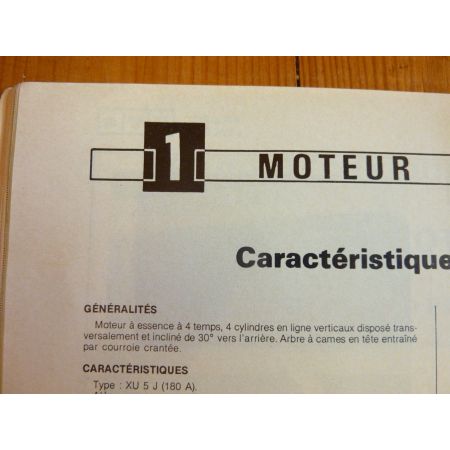 1 MOTEUR
Caractéristique
GÉNÉRALITÉS
Moteur à essence à 4 temps, 4 cylindres en ligne verticaux disposé trans-
versalement et incliné de 30° vers l'arrière. Arbre à cames en tête entraîné
par courroie crantée.
CARACTÉRISTIQUES
Type : XU 5 J (180 A).